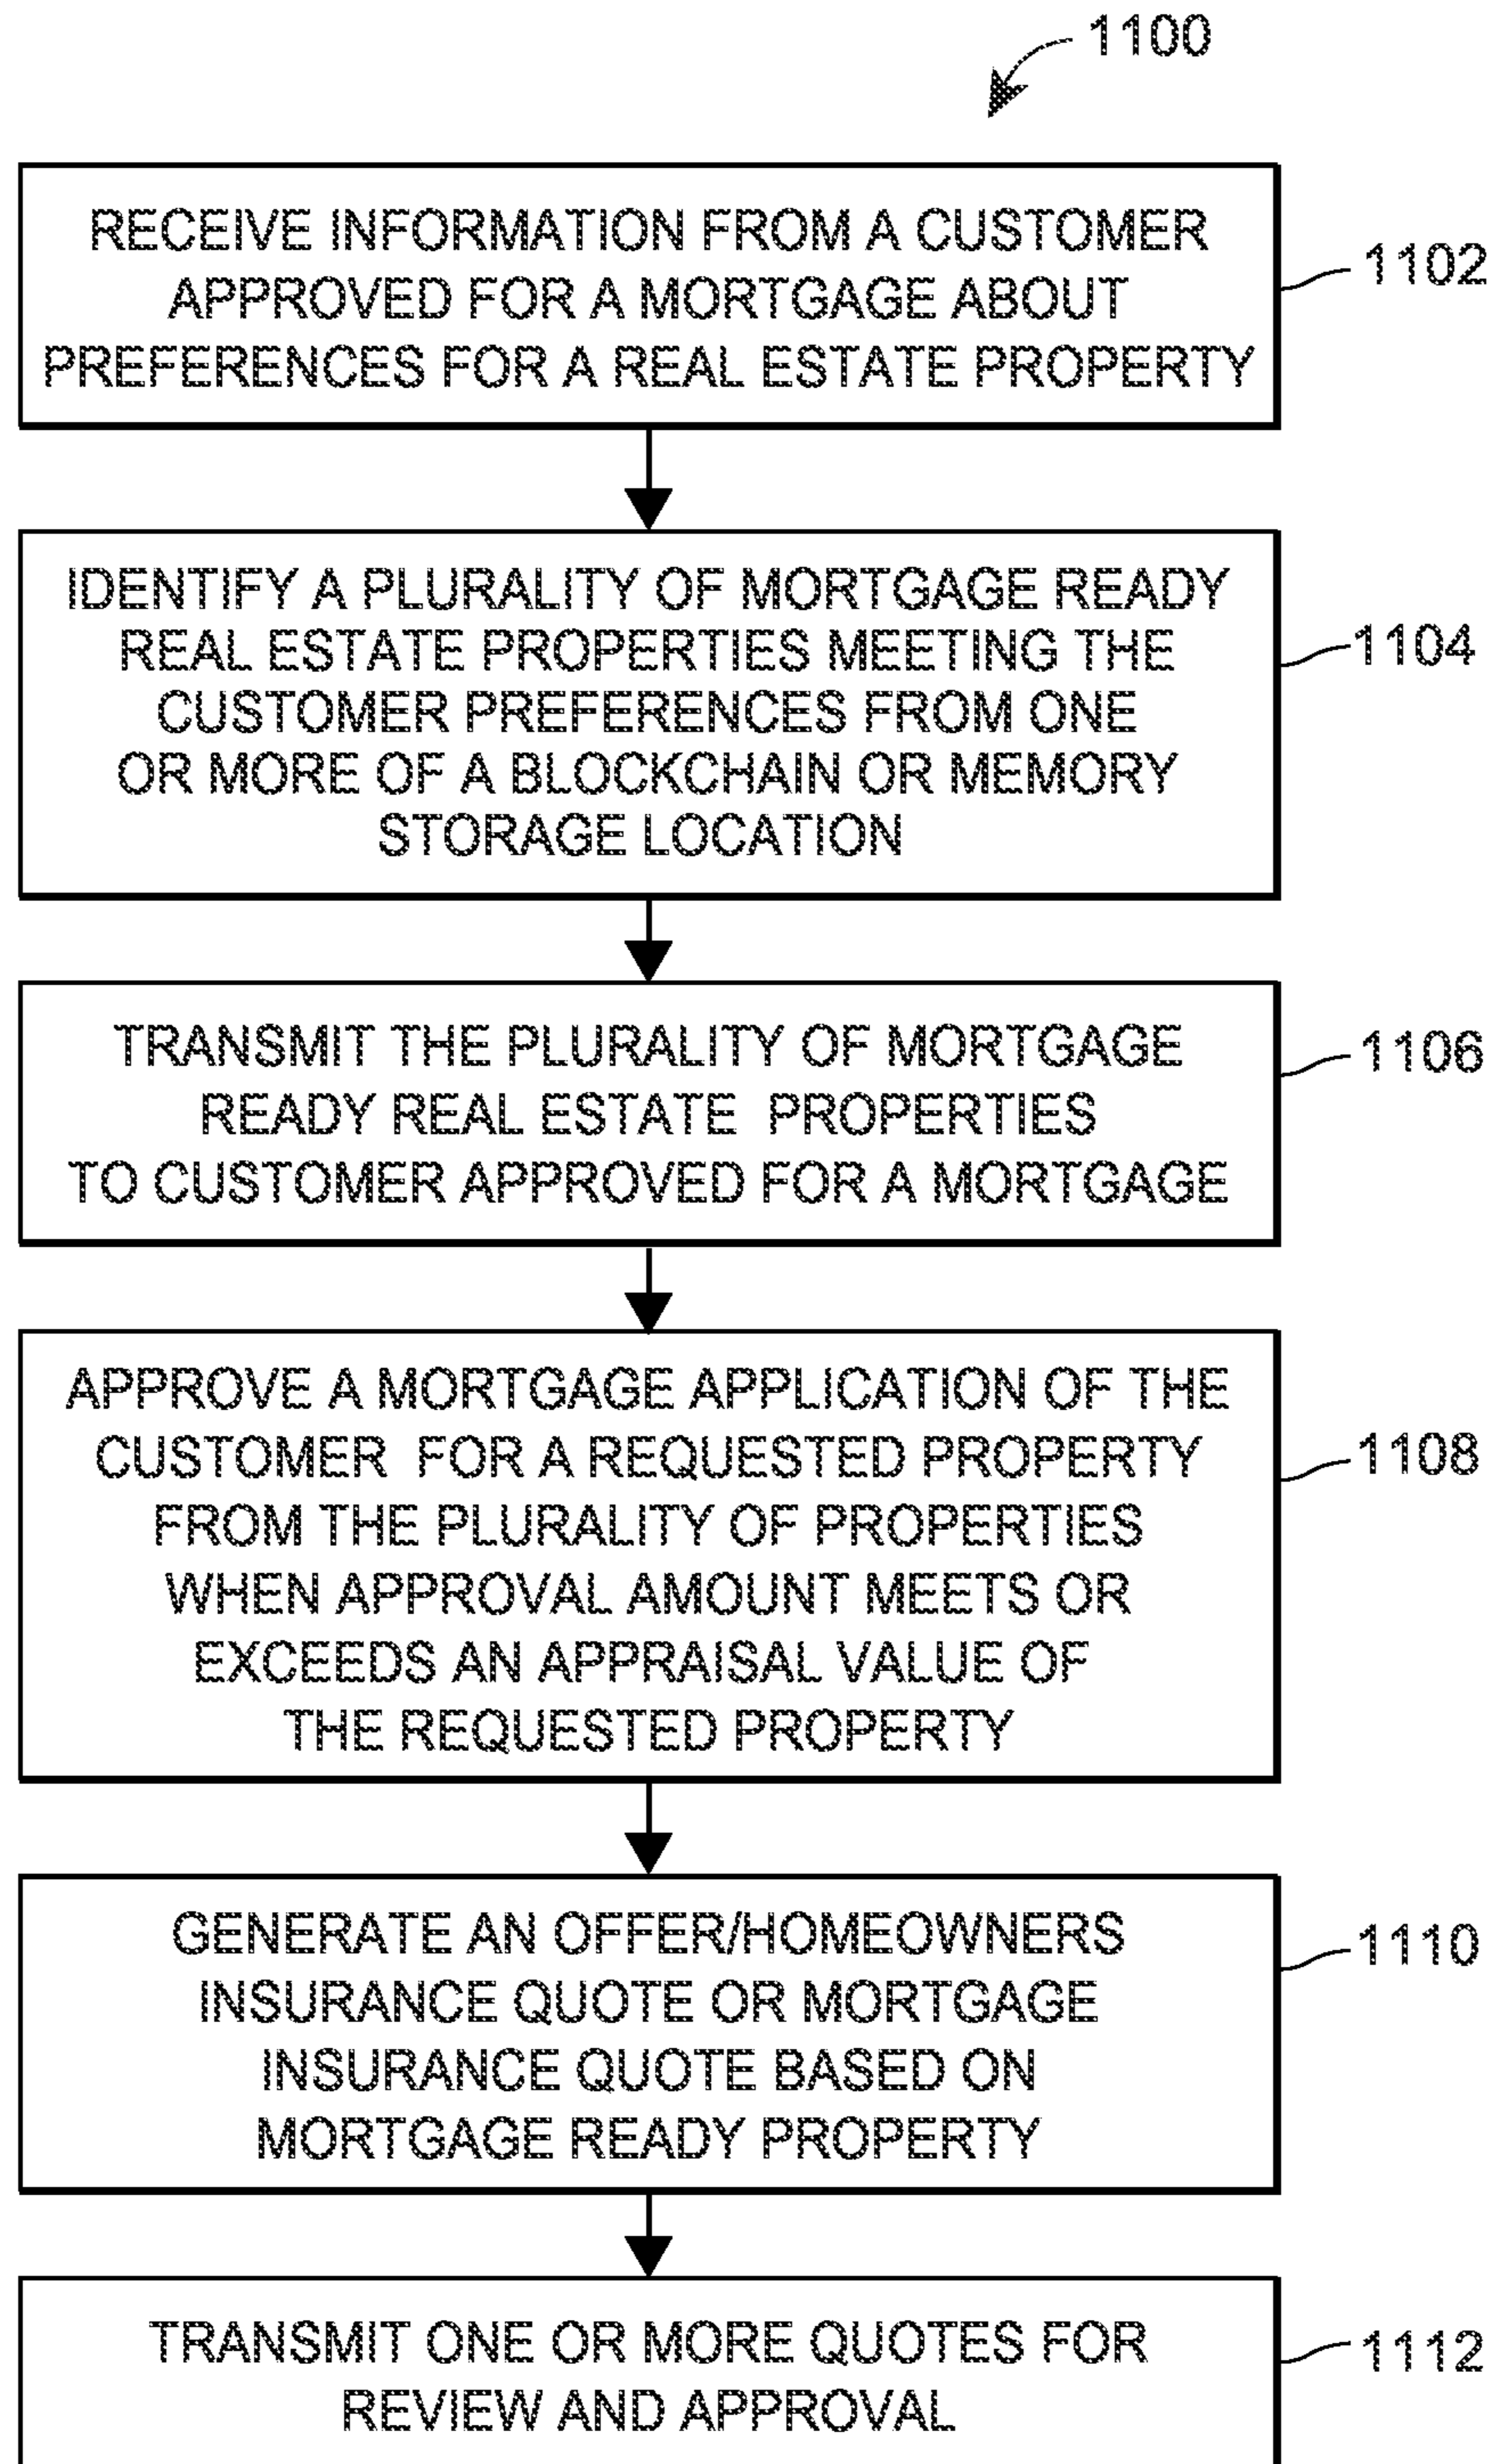 1100
RECEIVE INFORMATION FROM A CUSTOMER
APPROVED FOR A MORTGAGE ABOUT
PREFERENCES FOR A REAL ESTATE PROPERTY
1102
IDENTIFY A PLURALITY OF MORTGAGE READY
REAL ESTATE PROPERTIES MEETING THE
CUSTOMER PREFERENCES FROM ONE
OR MORE OF A BLOCKCHAIN OR MEMORY
STORAGE LOCATION
1104
TRANSMIT THE PLURALITY OF MORTGAGE
READY REAL ESTATE PROPERTIES
TO CUSTOMER APPROVED FOR A MORTGAGE
1106
APPROVE A MORTGAGE APPLICATION OF THE
CUSTOMER FOR A REQUESTED PROPERTY
FROM THE PLURALITY OF PROPERTIES
WHEN APPROVAL AMOUNT MEETS OR
EXCEEDS AN APPRAISAL VALUE OF
THE REQUESTED PROPERTY
1108
GENERATE AN OFFER/HOMEOWNERS
INSURANCE QUOTE OR MORTGAGE
INSURANCE QUOTE BASED ON
MORTGAGE READY PROPERTY
1110
TRANSMIT ONE OR MORE QUOTES FOR
REVIEW AND APPROVAL
1112